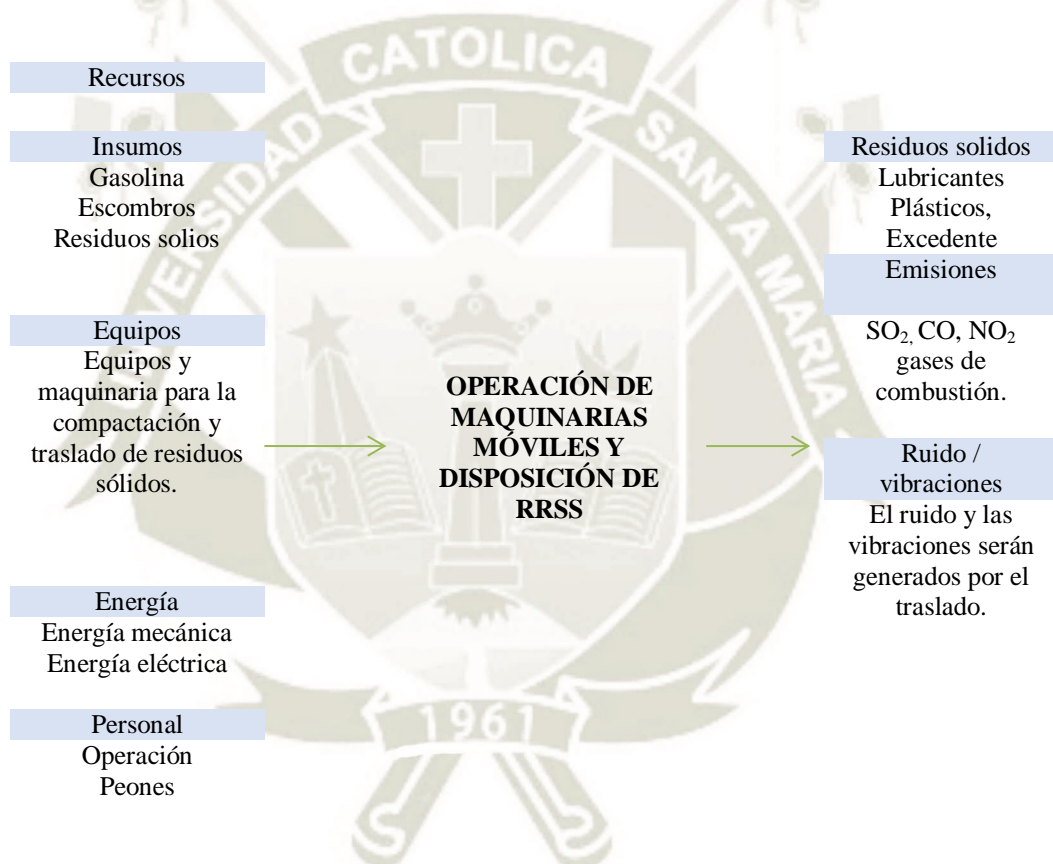 Recursos
Insumos
Gasolina
Escombros
Residuos solios
Equipos
Equipos y
maquinaria para la
compactación y
traslado de residuos
sólidos.
Energía
Energía mecánica
Energía eléctrica
Personal
Operación
Peones
OPERACIÓN DE
MAQUINARIAS
MÓVILES Y
DISPOSICIÓN DE
RRSS
Residuos solidos
Lubricantes
Plásticos,
Excedente
Emisiones
SO₂, CO, NO₂
gases de
combustión.
Ruido /
vibraciones
El ruido y las
vibraciones serán
generados por el
traslado.
UNIVERSIDAD CATOLICA SANTA MARIA
1961